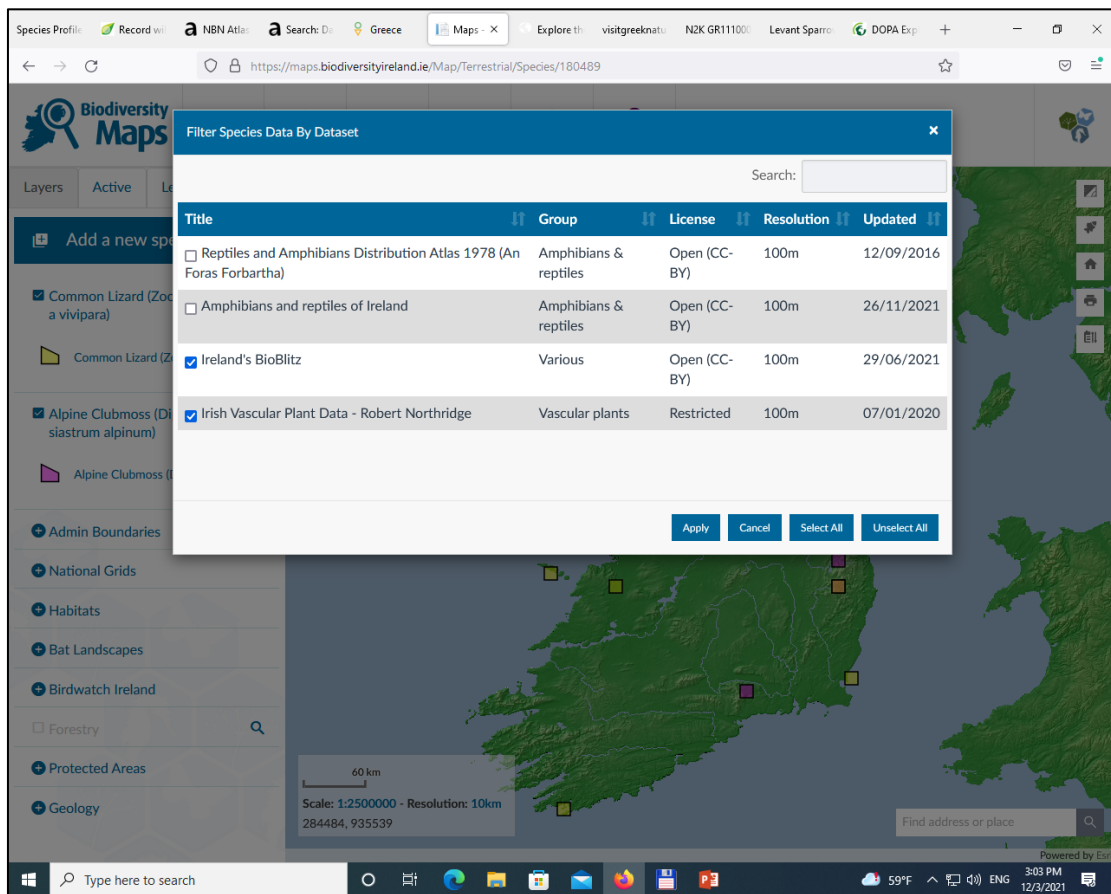 Species Profile
Record wi
NBN Atlas
Search: Da
Greece
Maps -
Explore th
visitgreeknatu
N2K GR111000
Levant Sparro
DOPA Exp
https://maps.biodiversityireland.ie/Map/Terrestrial/Species/180489
Biodiversity
Maps
Filter Species Data By Dataset
Search:
Layers
Active
Le
Title
Group
License
Resolution
Updated
Add a new spe
Reptiles and Amphibians Distribution Atlas 1978 (An
Foras Forbartha)
Amphibians &
reptiles
Open (CC-
BY)
100m
12/09/2016
Amphibians and reptiles of Ireland
Amphibians &
reptiles
Open (CC-
BY)
100m
26/11/2021
Ireland's BioBlitz
Various
Open (CC-
BY)
100m
29/06/2021
Irish Vascular Plant Data - Robert Northridge
Vascular plants
Restricted
100m
07/01/2020
Apply
Cancel
Select All
Unselect All
Common Lizard (Zoo
a vivipara)
Common Lizard (Z
Alpine Clubmoss (Di
siastrum alpinum)
Alpine Clubmoss (
Admin Boundaries
National Grids
Habitats
Bat Landscapes
Birdwatch Ireland
Forestry
Protected Areas
Geology
60 km
Scale: 1:2500000 - Resolution: 10km
284484, 935539
Find address or place
Powered by Esr
Type here to search
59°F
ENG
3:03 PM
12/3/2021